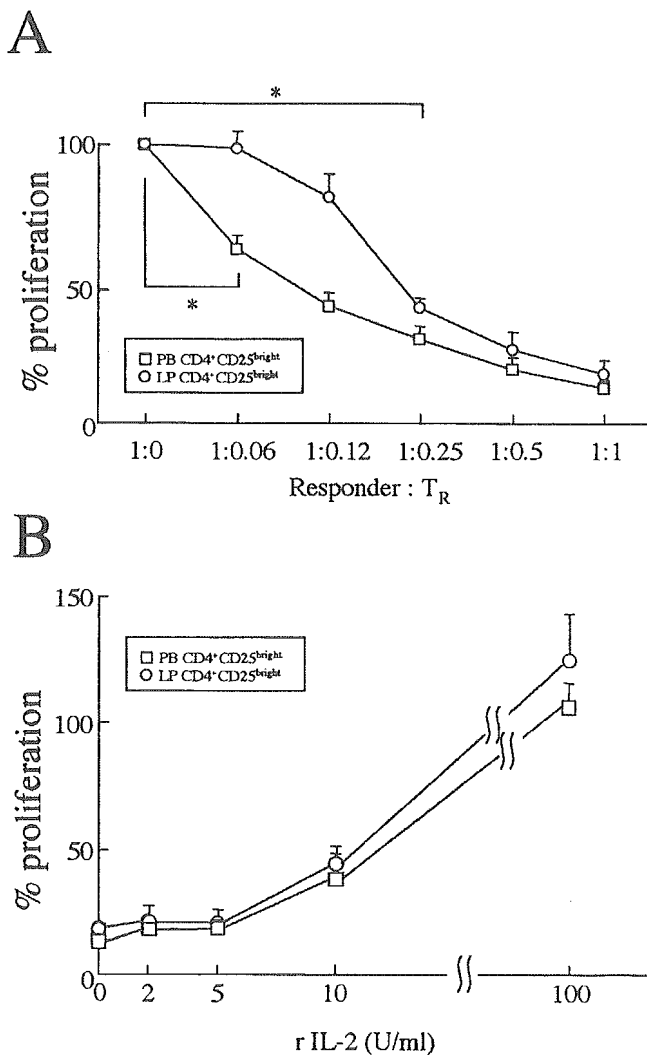 A
*
100
50
0
% proliferation
*
PB CD4⁺CD25ᵇʳⁱᵍʰᵗ
LP CD4⁺CD25ᵇʳⁱᵍʰᵗ
1:0 1:0.06 1:0.12 1:0.25 1:0.5 1:1
Responder : T_R
B
150
100
50
0
% proliferation
PB CD4⁺CD25ᵇʳⁱᵍʰᵗ
LP CD4⁺CD25ᵇʳⁱᵍʰᵗ
0 2 5 10 100
r IL-2 (U/ml)